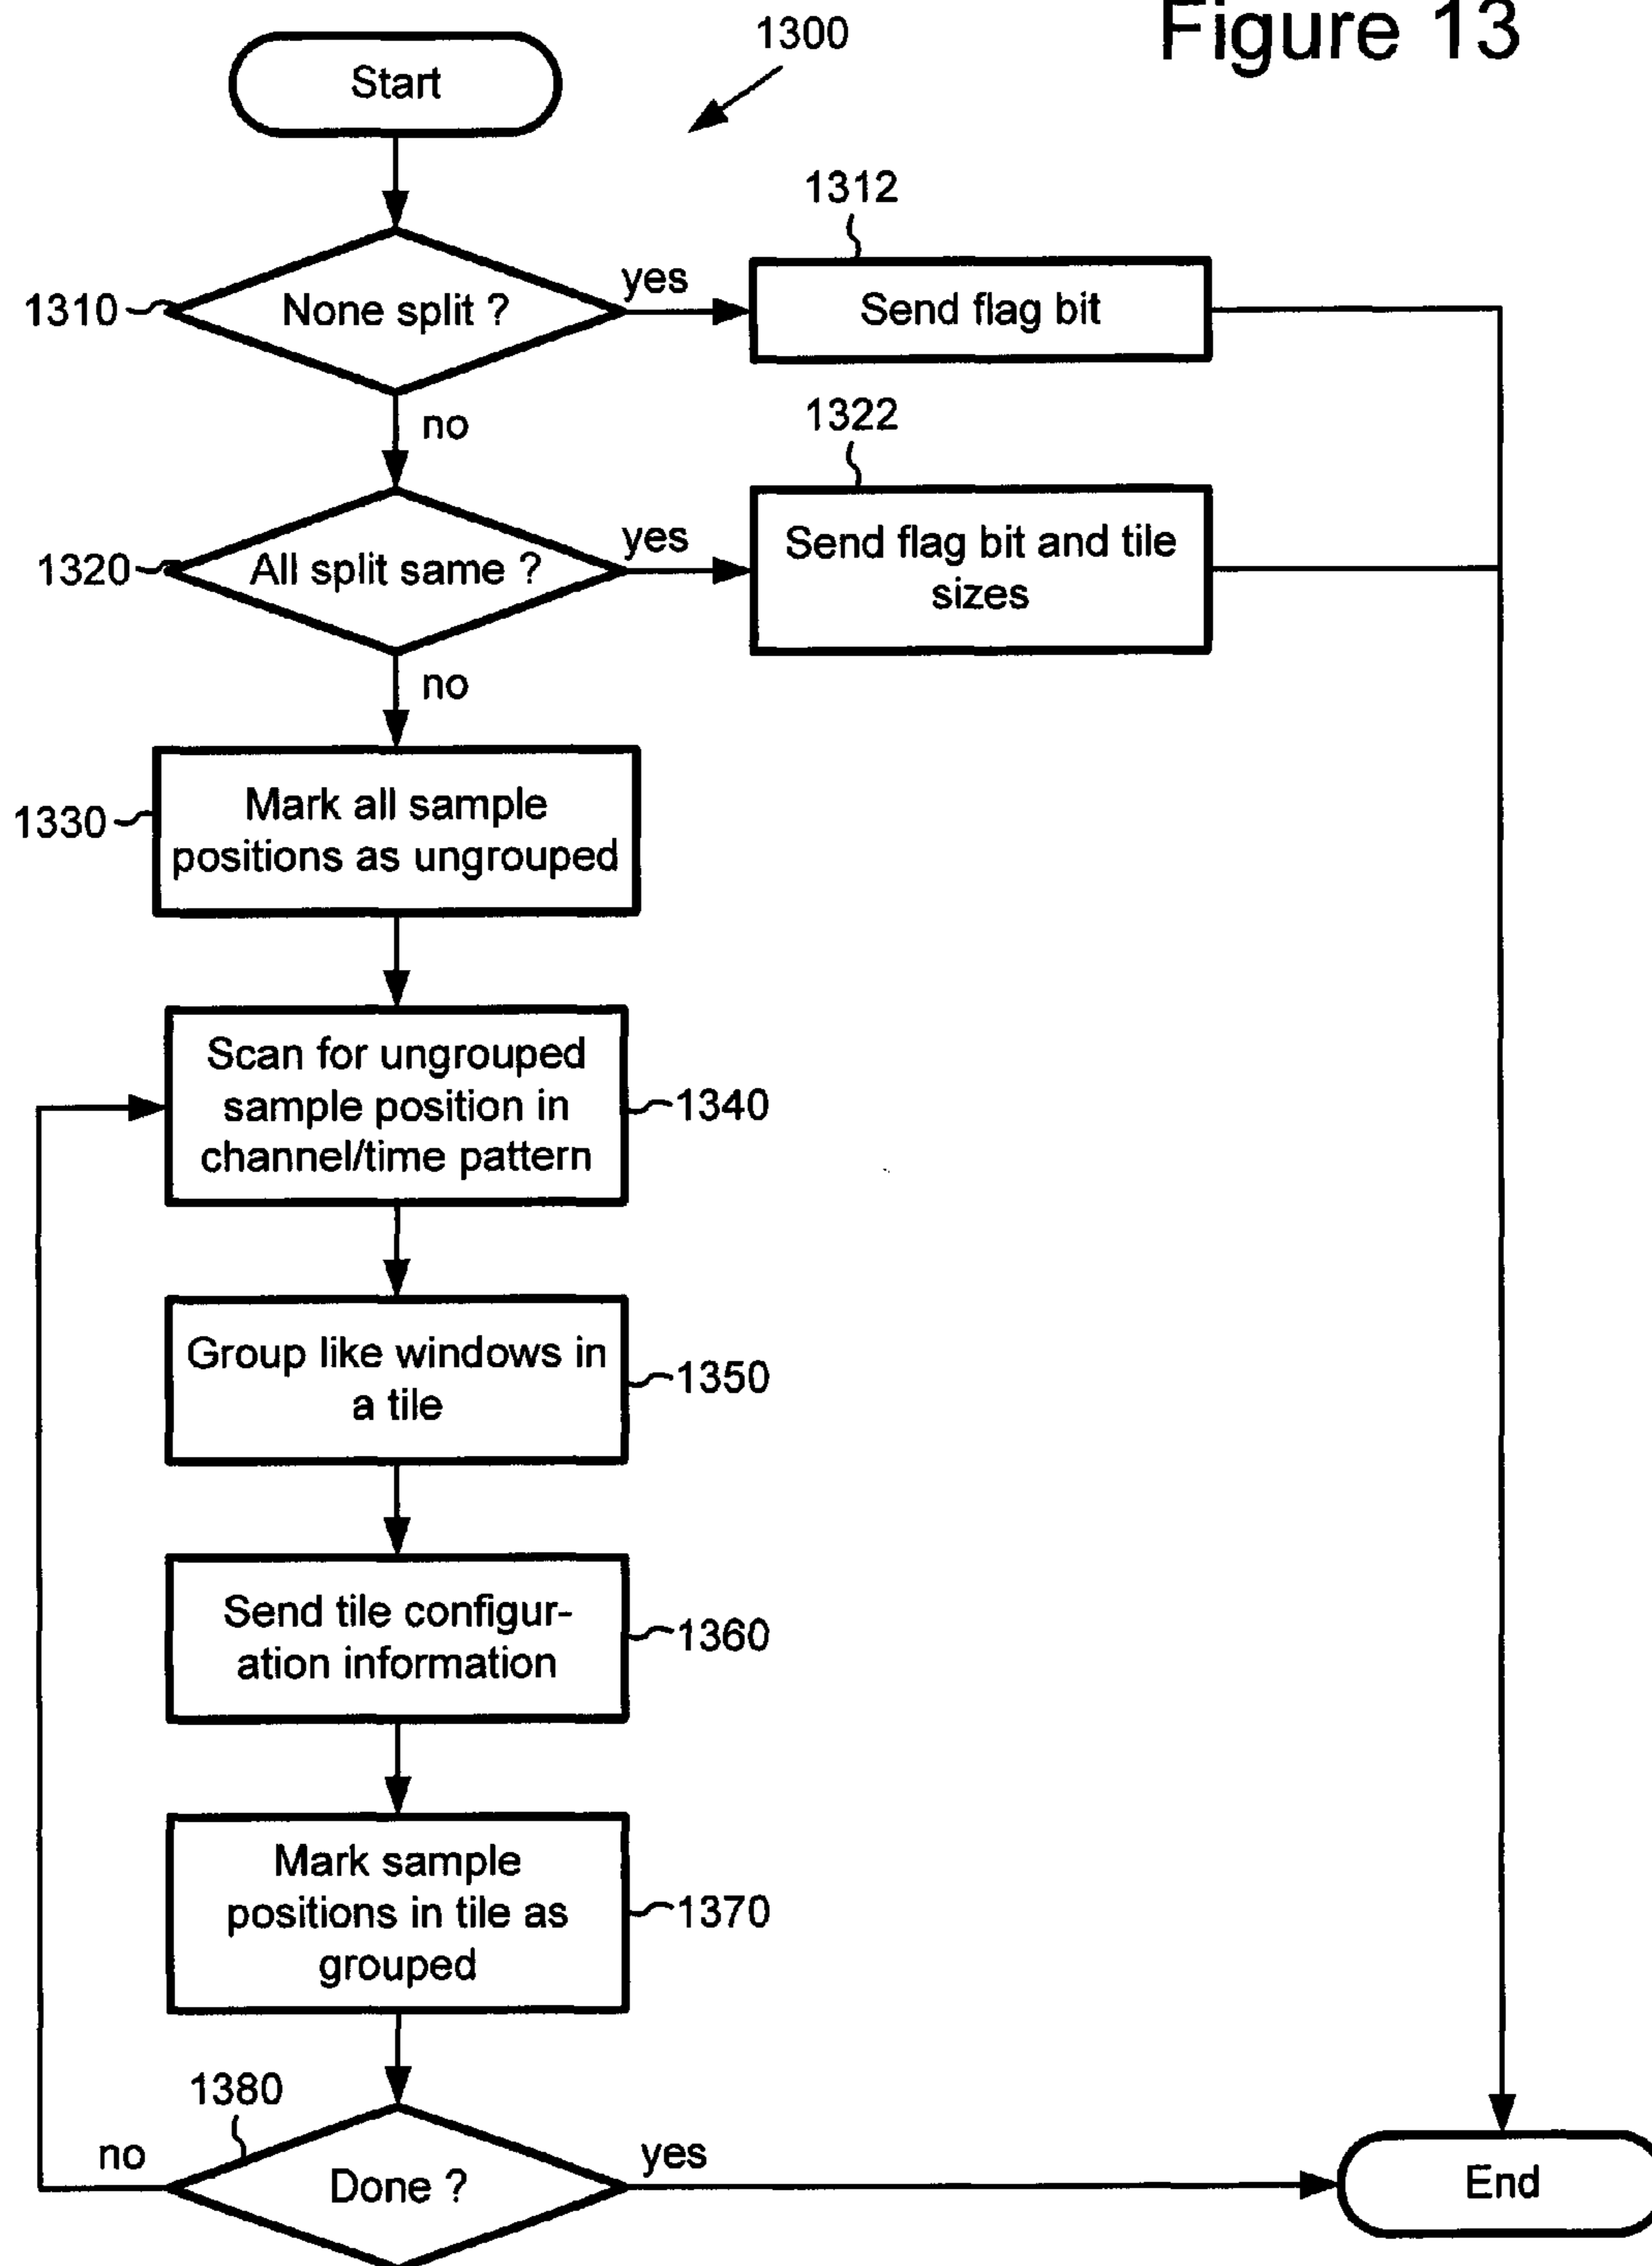 Figure 13
1300
Start
1312
1310
None split ?
yes
Send flag bit
no
1322
1320
All split same ?
yes
Send flag bit and tile
sizes
no
1330
Mark all sample
positions as ungrouped
Scan for ungrouped
sample position in
channel/time pattern
1340
Group like windows in
a tile
1350
Send tile configur-
ation information
1360
Mark sample
positions in tile as
grouped
1370
1380
no
Done ?
yes
End